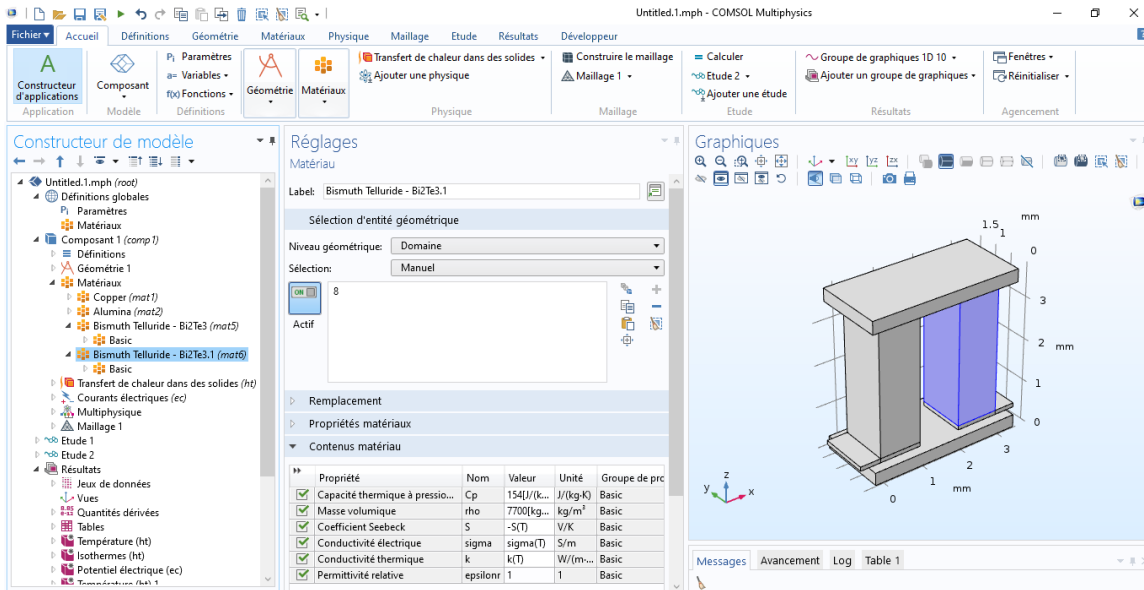 Untitled.1.mph - COMSOL Multiphysics
Fichier Accueil Définitions Géométrie Matériaux Physique Maillage Etude Résultats Développeur
A
Constructeur d'applications
Application
Composant
Modèle
Pi Paramètres
a= Variables
f(x) Fonctions
Définitions
Géométrie
Matériaux
Transfert de chaleur dans des solides
Ajouter une physique
Physique
Construire le maillage
Maillage 1
Maillage
= Calculer
Etude 2
Ajouter une étude
Etude
Groupe de graphiques 1D 10
Ajouter un groupe de graphiques
Résultats
Fenêtres
Réinitialiser
Agencement
Constructeur de modèle
Untitled.1.mph (root)
Définitions globales
Pi Paramètres
Matériaux
Composant 1 (comp1)
Définitions
Géométrie 1
Matériaux
Copper (mat1)
Alumina (mat2)
Bismuth Telluride - Bi2Te3 (mat5)
Basic
Bismuth Telluride - Bi2Te3.1 (mat6)
Basic
Transfert de chaleur dans des solides (ht)
Courants électriques (ec)
Multiphysique
Maillage 1
Etude 1
Etude 2
Résultats
Jeux de données
Vues
Quantités dérivées
Tables
Température (ht)
Isothermes (ht)
Potentiel électrique (ec)
Température (ht) 1
Réglages
Matériau
Label: Bismuth Telluride - Bi2Te3.1
Sélection d'entité géométrique
Niveau géométrique: Domaine
Sélection: Manuel
ON
Actif
8
Remplacement
Propriétés matériaux
Contenus matériau
Propriété Nom Valeur Unité Groupe de pro
Capacité thermique à pressio... Cp 154[J/(k... J/(kg·K) Basic
Masse volumique rho 7700[kg... kg/m³ Basic
Coefficient Seebeck S -S(T) V/K Basic
Conductivité électrique sigma sigma(T) S/m Basic
Conductivité thermique k k(T) W/(m·... Basic
Permittivité relative epsilonr 1 1 Basic
Graphiques
xy yz zx
mm
1.5
1
0
3
2 mm
1
0
3
2
1 mm
0
z
y x
Messages Avancement Log Table 1